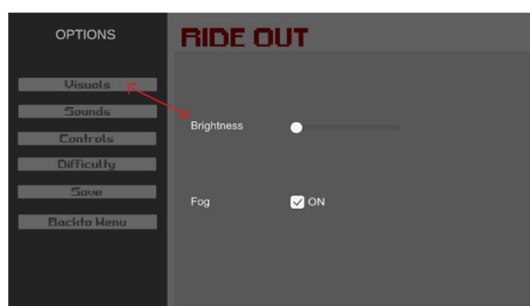 OPTIONS
RIDE OUT
Visuals
Sounds
Controls
Difficulty
Save
Backto Menu
Brightness
Fog
ON